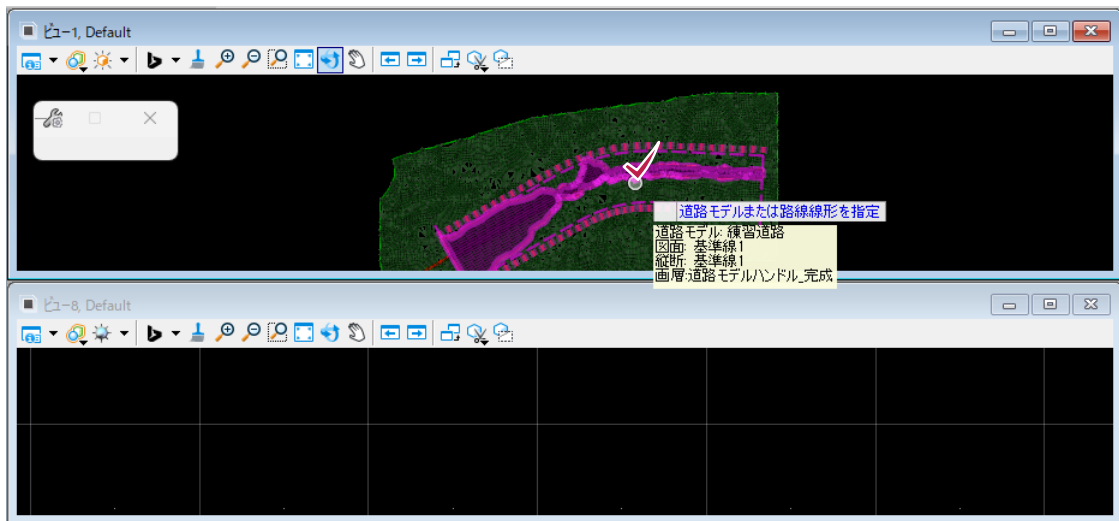 ビュー1, Default
道路モデルまたは路線線形を指定
道路モデル: 練習道路
図面: 基準線1
縦断: 基準線1
画層:道路モデルハンドル_完成
ビュー8, Default